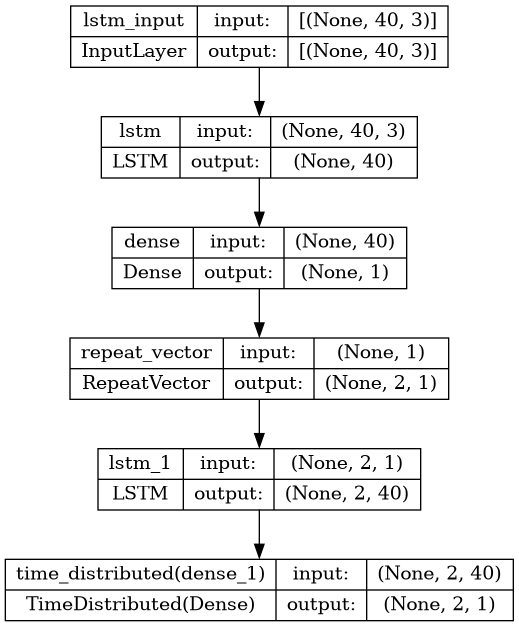 lstm_input input: [(None, 40, 3)]
InputLayer output: [(None, 40, 3)]
lstm input: (None, 40, 3)
LSTM output: (None, 40)
dense input: (None, 40)
Dense output: (None, 1)
repeat_vector input: (None, 1)
RepeatVector output: (None, 2, 1)
lstm_1 input: (None, 2, 1)
LSTM output: (None, 2, 40)
time_distributed(dense_1) input: (None, 2, 40)
TimeDistributed(Dense) output: (None, 2, 1)